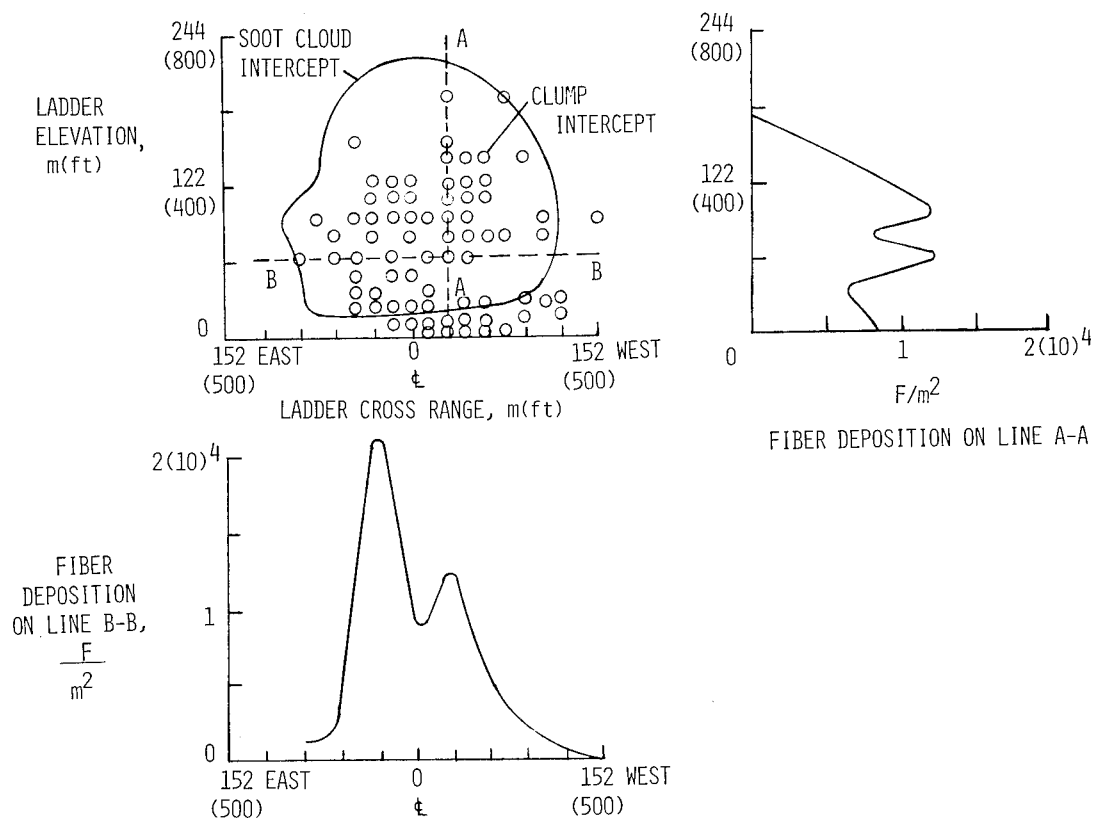 244
(800)
SOOT CLOUD
INTERCEPT
A
CLUMP
INTERCEPT
LADDER
ELEVATION,
m(ft)
122
(400)
B
B
A
0
152 EAST
(500)
0
℄
152 WEST
(500)
LADDER CROSS RANGE, m(ft)
244
(800)
122
(400)
0
1
2(10)⁴
F/m²
FIBER DEPOSITION ON LINE A-A
2(10)⁴
FIBER
DEPOSITION
ON LINE B-B,
F
m²
1
0
152 EAST
(500)
0
℄
152 WEST
(500)